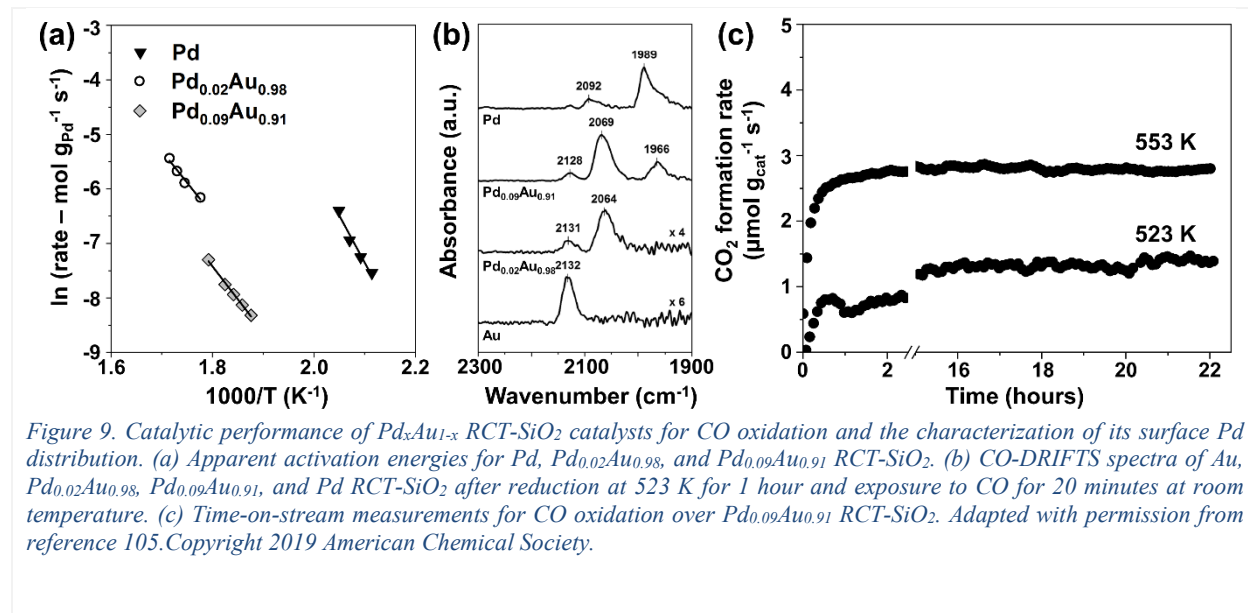 (a)
-3
-4
-5
-6
-7
-8
-9
ln (rate – mol gPd-1 s-1)
Pd
Pd0.02Au0.98
Pd0.09Au0.91
1.6 1.8 2.0 2.2
1000/T (K-1)
(b)
Absorbance (a.u.)
1989
2092
Pd
2069
2128
1966
Pd0.09Au0.91
2064
2131
x 4
Pd0.02Au0.98
2132
x 6
Au
2300 2100 1900
Wavenumber (cm-1)
(c)
CO2 formation rate
(μmol gcat-1 s-1)
5
4
3
2
1
0
553 K
523 K
0 2 16 18 20 22
Time (hours)
Figure 9. Catalytic performance of PdxAu1-x RCT-SiO2 catalysts for CO oxidation and the characterization of its surface Pd
distribution. (a) Apparent activation energies for Pd, Pd0.02Au0.98, and Pd0.09Au0.91 RCT-SiO2. (b) CO-DRIFTS spectra of Au,
Pd0.02Au0.98, Pd0.09Au0.91, and Pd RCT-SiO2 after reduction at 523 K for 1 hour and exposure to CO for 20 minutes at room
temperature. (c) Time-on-stream measurements for CO oxidation over Pd0.09Au0.91 RCT-SiO2. Adapted with permission from
reference 105.Copyright 2019 American Chemical Society.